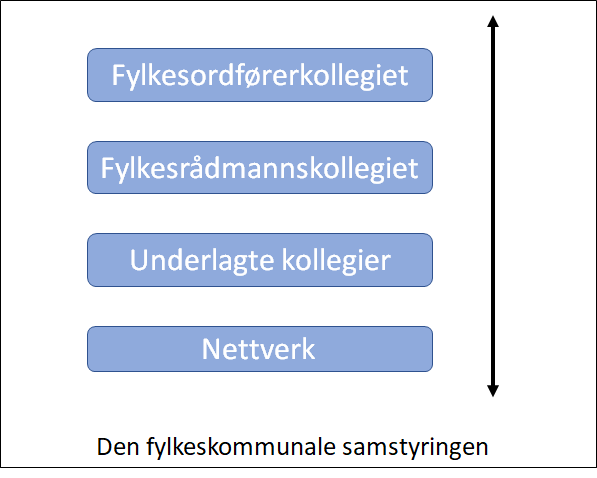 Fylkesordførerkollegiet
Fylkesrådmannskollegiet
Underlagte kollegier
Nettverk
Den fylkeskommunale samstyringen